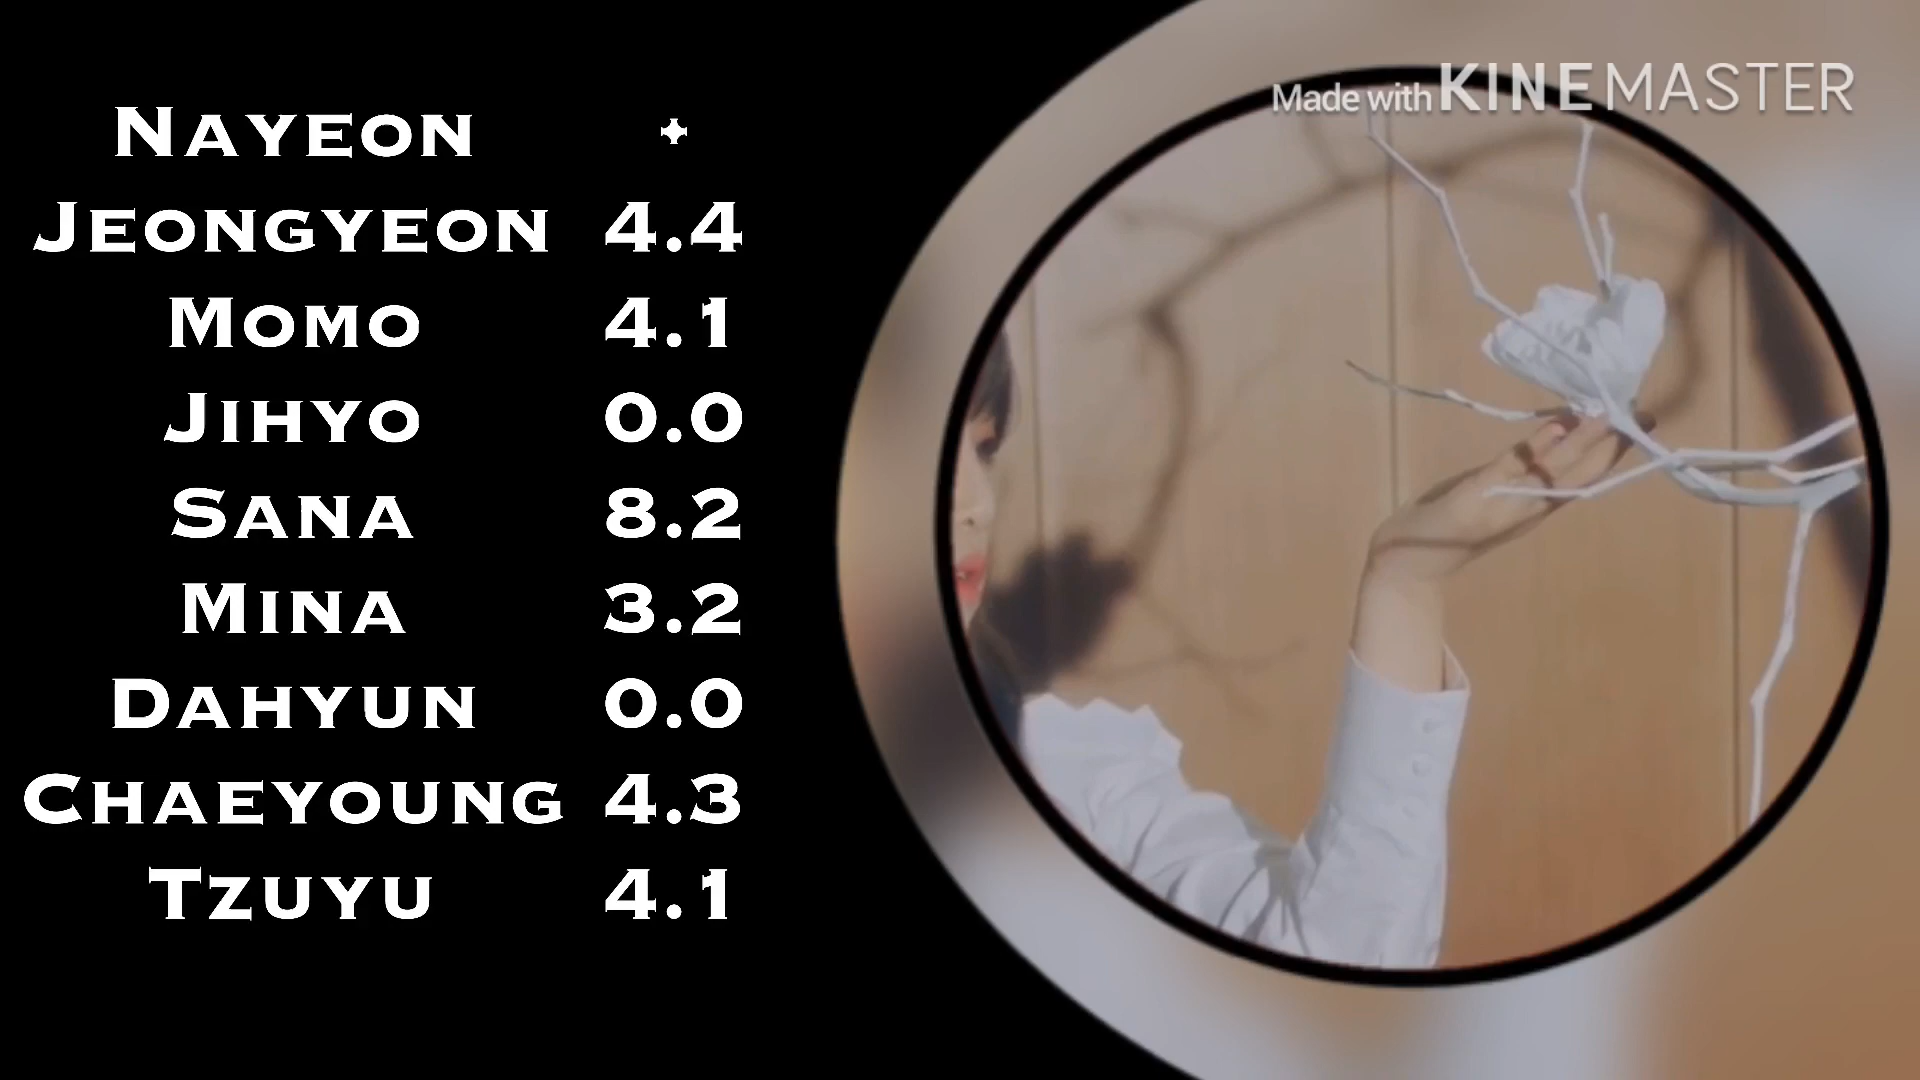 Made with KINEMASTER
NAYEON +
JEONGYEON 4.4
MOMO 4.1
JIHYO 0.0
SANA 8.2
MINA 3.2
DAHYUN 0.0
CHAEYOUNG 4.3
TZUYU 4.1